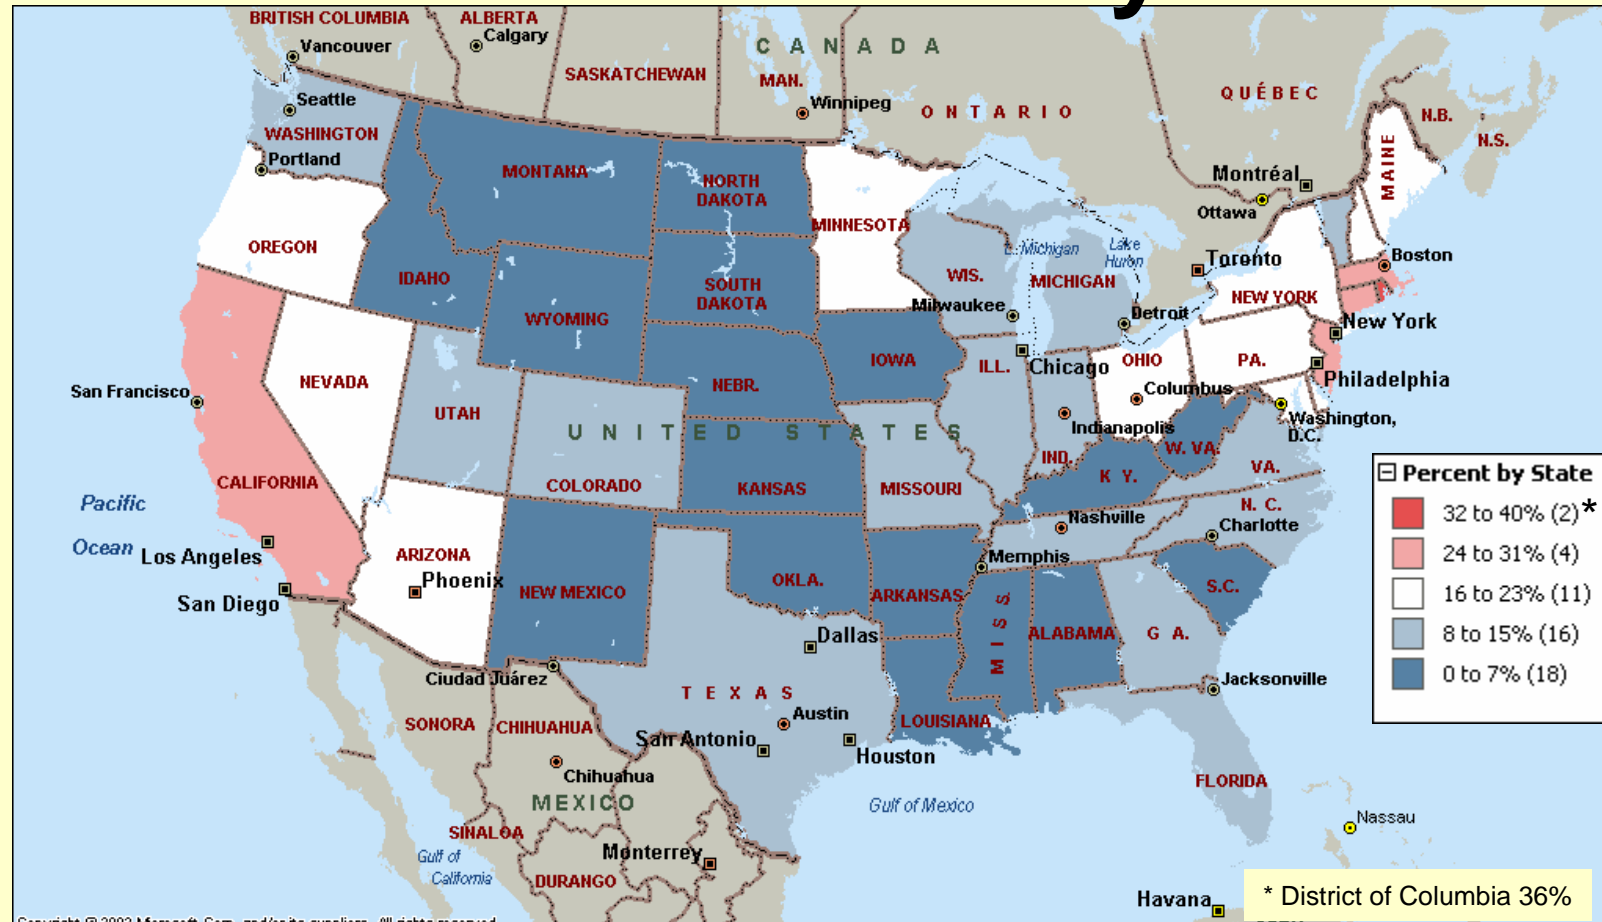 y
BRITISH COLUMBIA
ALBERTA
Calgary
Vancouver
CANADA
SASKATCHEWAN
MAN.
Winnipeg
ONTARIO
QUÉBEC
N.B.
N.S.
Seattle
WASHINGTON
Portland
MONTANA
NORTH
DAKOTA
MINNESOTA
Montréal
Ottawa
MAINE
OREGON
IDAHO
WYOMING
SOUTH
DAKOTA
WIS.
L. Michigan
Lake
Huron
MICHIGAN
Milwaukee
Detroit
Toronto
Boston
NEW YORK
New York
NEVADA
UTAH
NEBR.
IOWA
ILL.
Chicago
OHIO
Columbus
PA.
Philadelphia
San Francisco
UNITED STATES
Indianapolis
IND.
W. VA.
Washington,
D.C.
VA.
CALIFORNIA
COLORADO
KANSAS
MISSOURI
KY.
N. C.
Pacific
Ocean
Los Angeles
San Diego
ARIZONA
Phoenix
NEW MEXICO
OKLA.
ARKANSAS
Nashville
Memphis
Charlotte
S.C.
MISS.
ALABAMA
GA.
Dallas
Ciudad Juárez
TEXAS
Austin
San Antonio
Houston
LOUISIANA
Jacksonville
SONORA
CHIHUAHUA
Chihuahua
MEXICO
FLORIDA
Gulf of Mexico
SINALOA
Gulf of
California
Monterrey
DURANGO
Nassau
Havana
Percent by State
32 to 40% (2)*
24 to 31% (4)
16 to 23% (11)
8 to 15% (16)
0 to 7% (18)
* District of Columbia 36%